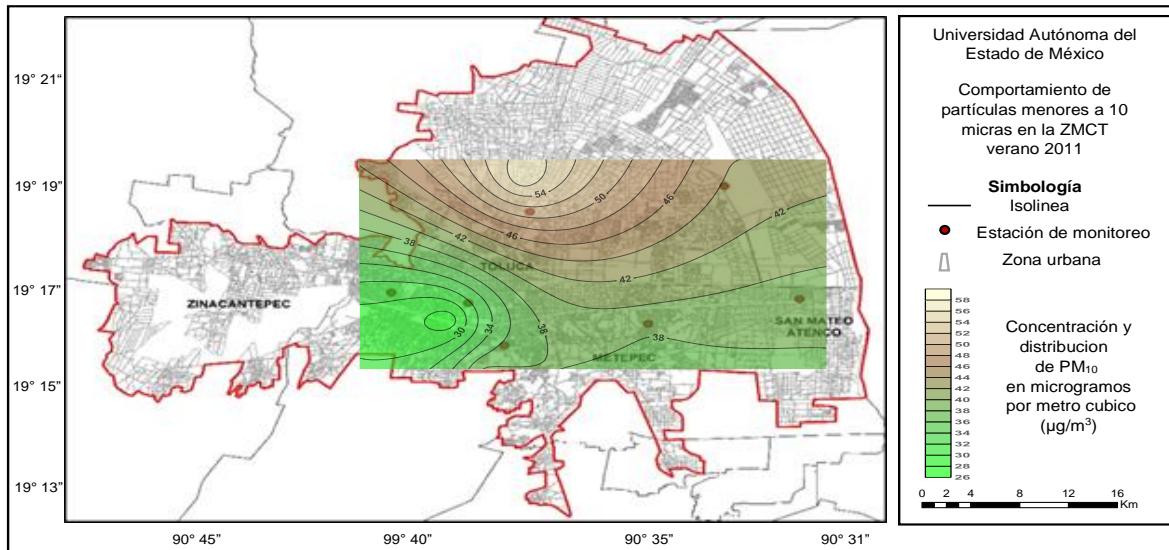 19° 21“
19° 19”
19° 17”
19° 15”
19° 13”
90° 45”
99° 40”
90° 35”
90° 31”
54
50
46
46
42
42
42
38
38
38
34
30
TOLUCA
ZINACANTEPEC
METEPEC
SAN MATEO
ATENCO
Universidad Autónoma del
Estado de México
Comportamiento de
partículas menores a 10
micras en la ZMCT
verano 2011
Simbología
Isolinea
Estación de monitoreo
Zona urbana
58
56
54
52
50
48
46
44
42
40
38
36
34
32
30
28
26
Concentración y
distribucion
de PM₁₀
en microgramos
por metro cubico
(µg/m³)
0 2 4 8 12 16
Km